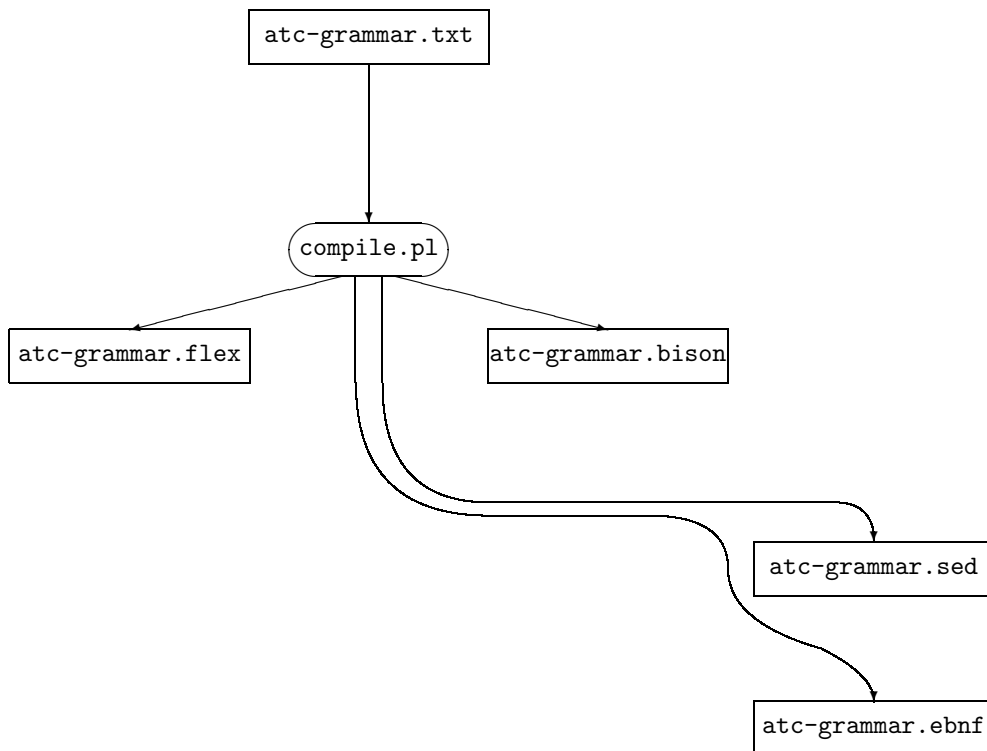 atc-grammar.txt
compile.pl
atc-grammar.flex
atc-grammar.bison
atc-grammar.sed
atc-grammar.ebnf